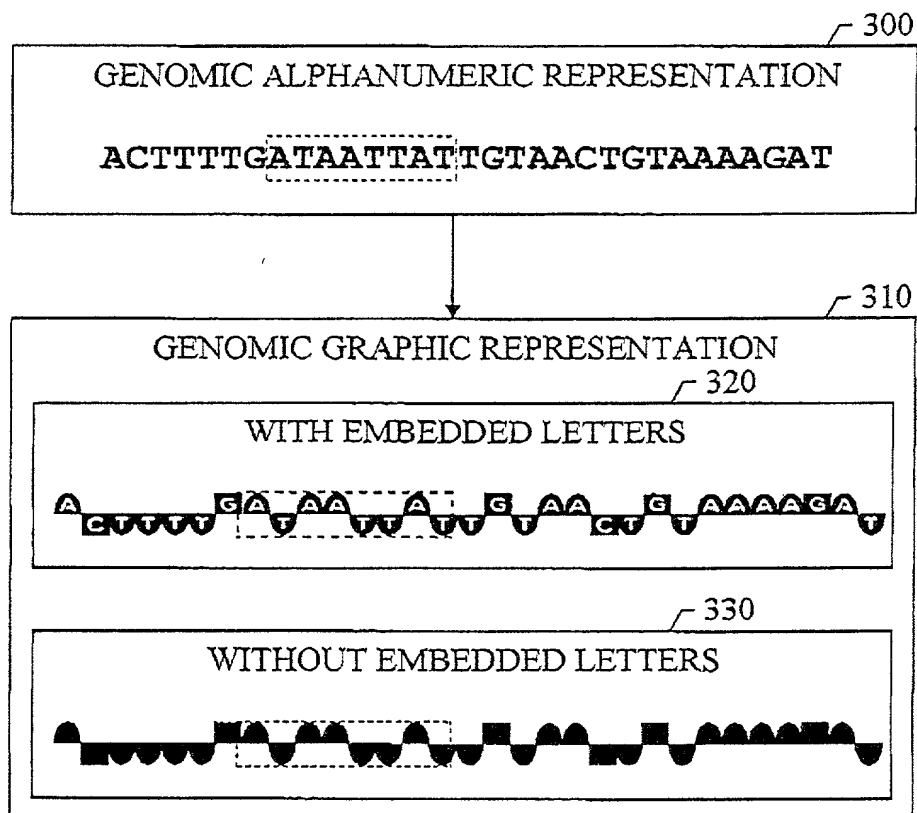 300
GENOMIC ALPHANUMERIC REPRESENTATION
ACTTTTGATAATTATTGTAACTGTAAAAGAT
310
GENOMIC GRAPHIC REPRESENTATION
320
WITH EMBEDDED LETTERS
ACTTTTGATAATTATTGTAACTGTAAAAGAT
330
WITHOUT EMBEDDED LETTERS